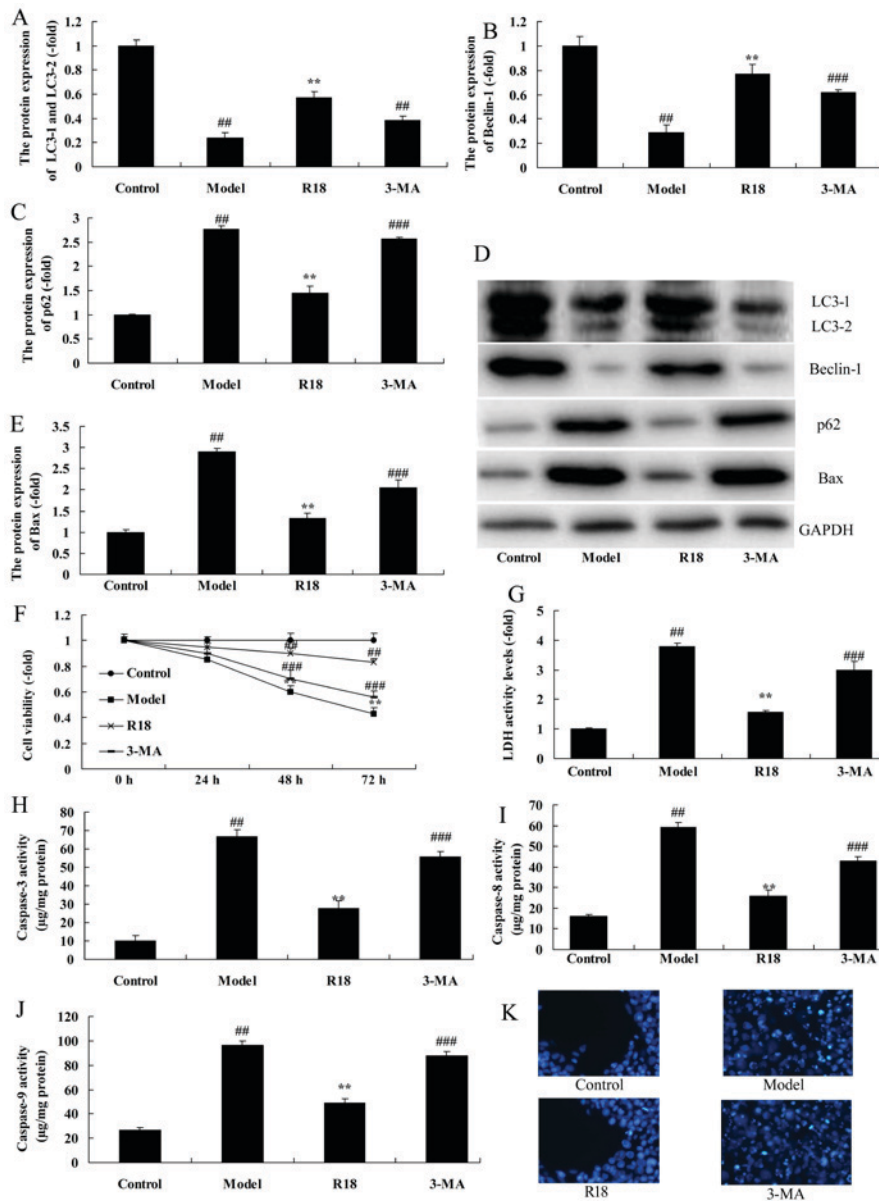 A
The protein expression
of LC3-1 and LC3-2 (-fold)
1.2
1
0.8
0.6
0.4
0.2
0
##
**
##
Control Model R18 3-MA
B
The protein expression
of Beclin-1 (-fold)
1.2
1
0.8
0.6
0.4
0.2
0
##
**
###
Control Model R18 3-MA
C
The protein expression
of p62 (-fold)
3
2.5
2
1.5
1
0.5
0
##
**
###
Control Model R18 3-MA
D
LC3-1
LC3-2
Beclin-1
p62
Bax
GAPDH
Control Model R18 3-MA
E
The protein expression
of Bax (-fold)
3.5
3
2.5
2
1.5
1
0.5
0
##
**
###
Control Model R18 3-MA
F
Cell viability (-fold)
1.2
1
0.8
0.6
0.4
0.2
0
Control
Model
R18
3-MA
##
##
###
###
**
**
0 h 24 h 48 h 72 h
G
LDH activity levels (-fold)
5
4
3
2
1
0
##
**
###
Control Model R18 3-MA
H
Caspase-3 activity
(µg/mg protein)
80
70
60
50
40
30
20
10
0
##
**
###
Control Model R18 3-MA
I
Caspase-8 activity
(µg/mg protein)
70
60
50
40
30
20
10
0
##
**
###
Control Model R18 3-MA
J
Caspase-9 activity
(µg/mg protein)
120
100
80
60
40
20
0
##
**
###
Control Model R18 3-MA
K
Control Model
R18 3-MA